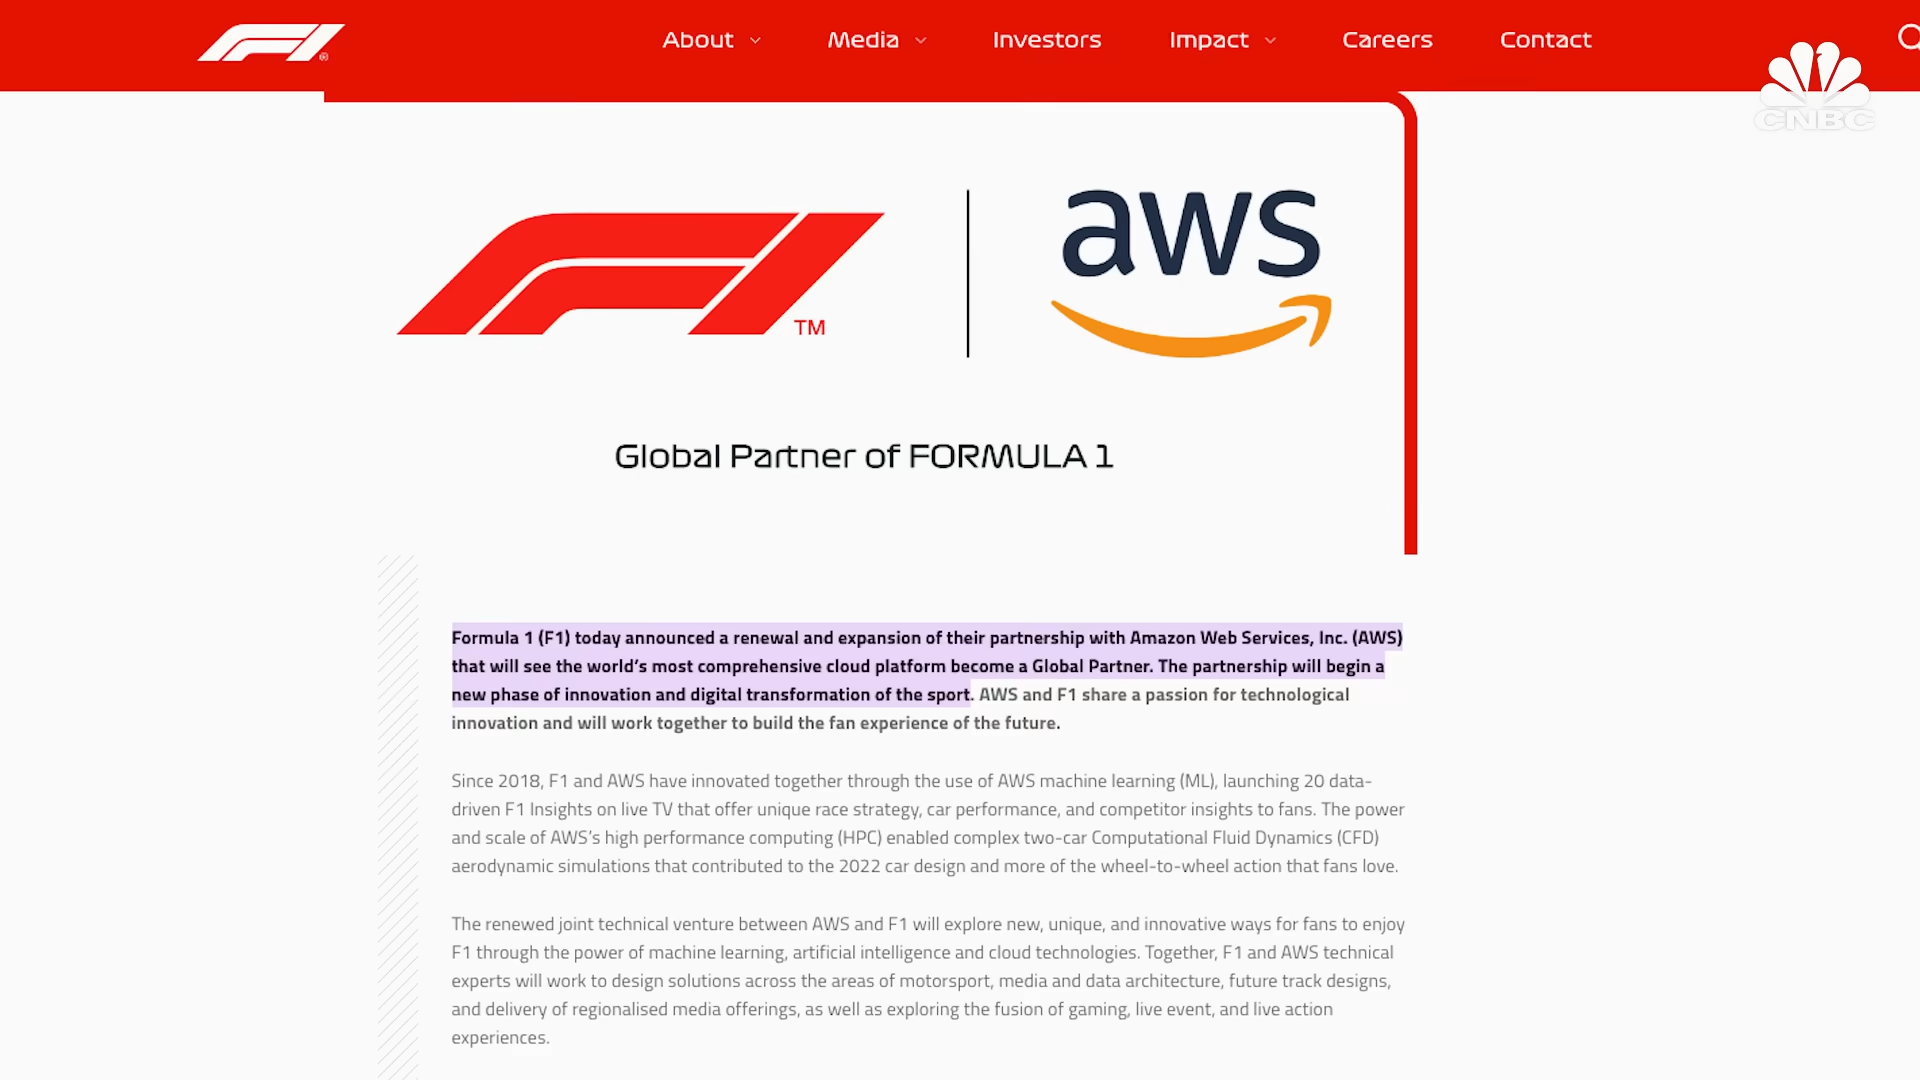 F1®
About
Media
Investors
Impact
Careers
Contact
CNBC
F1 TM
aws
Global Partner of FORMULA 1
Formula 1 (F1) today announced a renewal and expansion of their partnership with Amazon Web Services, Inc. (AWS)
that will see the world’s most comprehensive cloud platform become a Global Partner. The partnership will begin a
new phase of innovation and digital transformation of the sport. AWS and F1 share a passion for technological
innovation and will work together to build the fan experience of the future.
Since 2018, F1 and AWS have innovated together through the use of AWS machine learning (ML), launching 20 data-
driven F1 Insights on live TV that offer unique race strategy, car performance, and competitor insights to fans. The power
and scale of AWS’s high performance computing (HPC) enabled complex two-car Computational Fluid Dynamics (CFD)
aerodynamic simulations that contributed to the 2022 car design and more of the wheel-to-wheel action that fans love.
The renewed joint technical venture between AWS and F1 will explore new, unique, and innovative ways for fans to enjoy
F1 through the power of machine learning, artificial intelligence and cloud technologies. Together, F1 and AWS technical
experts will work to design solutions across the areas of motorsport, media and data architecture, future track designs,
and delivery of regionalised media offerings, as well as exploring the fusion of gaming, live event, and live action
experiences.